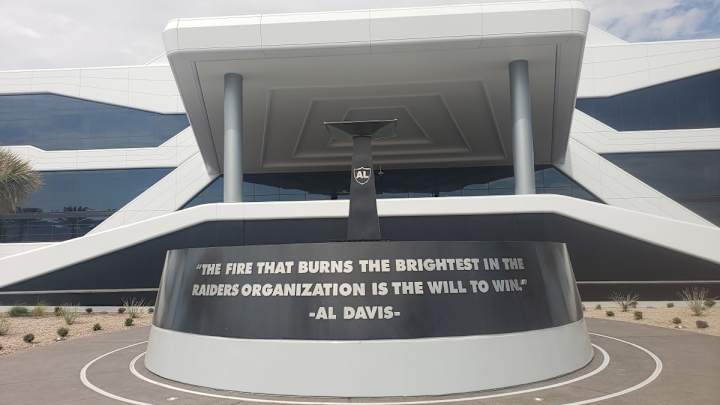 AL
"THE FIRE THAT BURNS THE BRIGHTEST IN THE
RAIDERS ORGANIZATION IS THE WILL TO WIN."
-AL DAVIS-